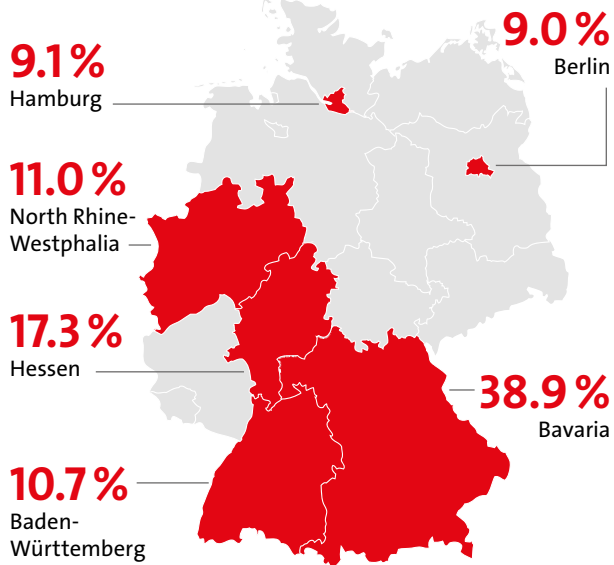 9.1%
Hamburg
9.0%
Berlin
11.0%
North Rhine-
Westphalia
17.3%
Hessen
38.9%
Bavaria
10.7%
Baden-
Württemberg